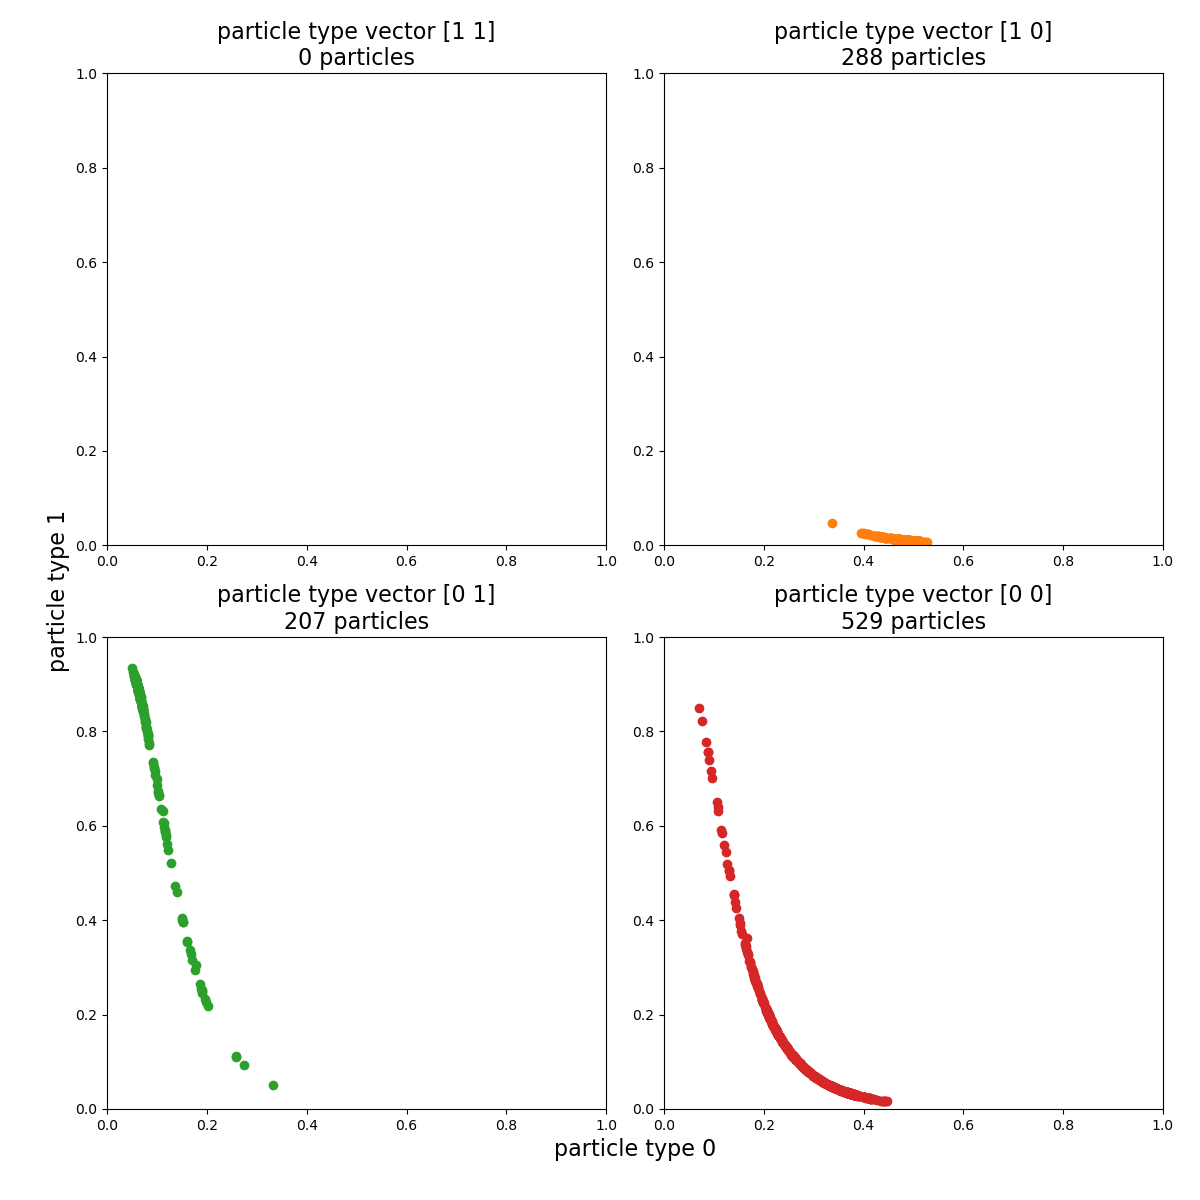 particle type vector [1 1]
0 particles
particle type vector [1 0]
288 particles
1.0
0.8
0.6
0.4
0.2
0.0
0.0 0.2 0.4 0.6 0.8 1.0
1.0
0.8
0.6
0.4
0.2
0.0
0.0 0.2 0.4 0.6 0.8 1.0
particle type vector [0 1]
207 particles
particle type vector [0 0]
529 particles
1.0
0.8
0.6
0.4
0.2
0.0
0.0 0.2 0.4 0.6 0.8 1.0
1.0
0.8
0.6
0.4
0.2
0.0
0.0 0.2 0.4 0.6 0.8 1.0
particle type 1
particle type 0